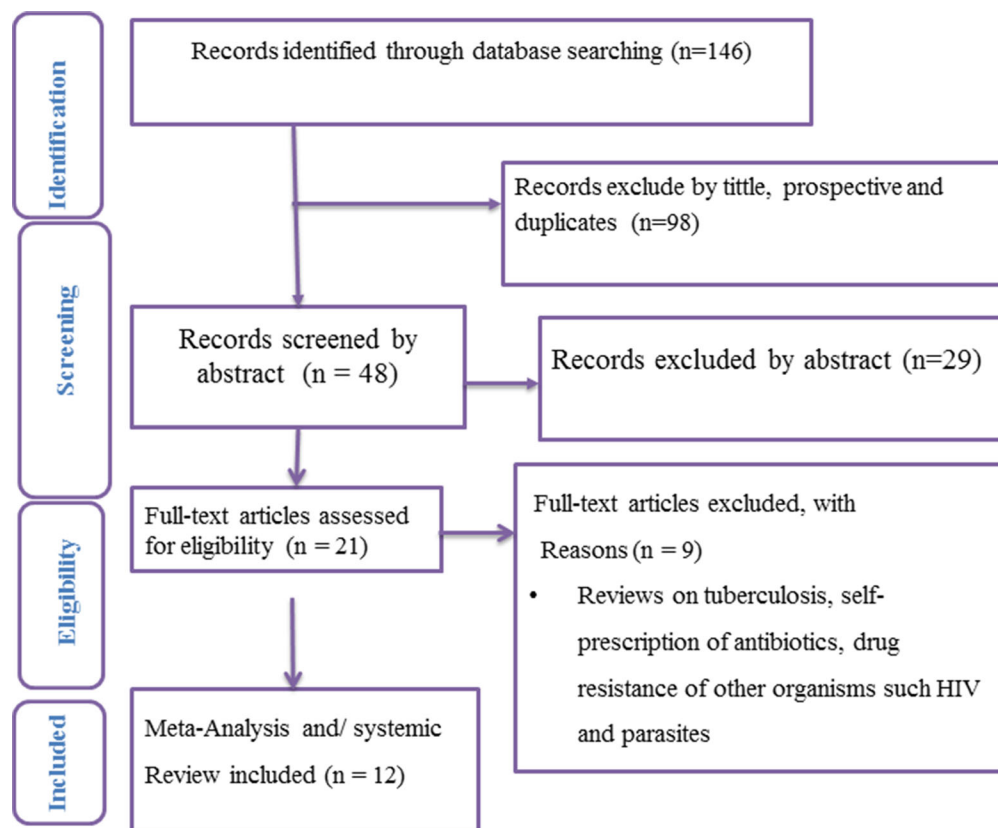 Identification
Records identified through database searching (n=146)
Records exclude by tittle, prospective and
duplicates (n=98)
Screening
Records screened by
abstract (n = 48)
Records excluded by abstract (n=29)
Eligibility
Full-text articles assessed
for eligibility (n = 21)
Full-text articles excluded, with
Reasons (n = 9)
• Reviews on tuberculosis, self-
prescription of antibiotics, drug
resistance of other organisms such HIV
and parasites
Included
Meta-Analysis and/ systemic
Review included (n = 12)